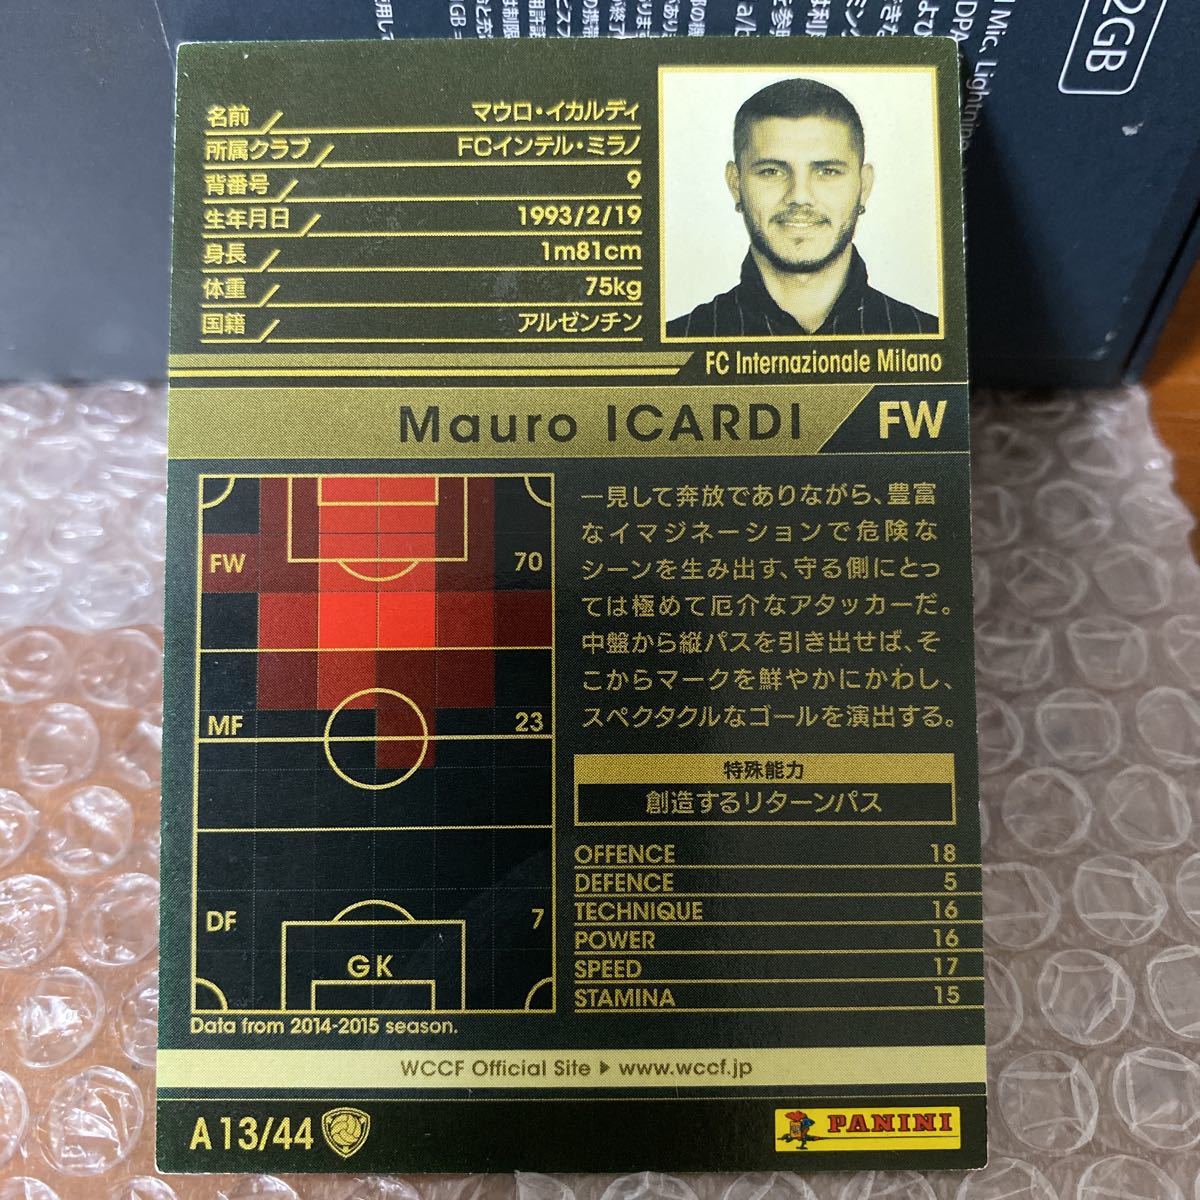 名前 マウロ・イカルディ
所属クラブ FCインテル・ミラノ
背番号 9
生年月日 1993/2/19
身長 1m81cm
体重 75kg
国籍 アルゼンチン
FC Internazionale Milano
Mauro ICARDI FW
FW 70
MF 23
DF 7
GK
Data from 2014-2015 season.
一見して奔放でありながら、豊富
なイマジネーションで危険な
シーンを生み出す、守る側にとっ
ては極めて厄介なアタッカーだ。
中盤から縦パスを引き出せば、そ
こからマークを鮮やかにかわし、
スペクタクルなゴールを演出する。
特殊能力
創造するリターンパス
OFFENCE 18
DEFENCE 5
TECHNIQUE 16
POWER 16
SPEED 17
STAMINA 15
WCCF Official Site ▶ www.wccf.jp
A13/44
PANINI
2GB
Mic, Lightning